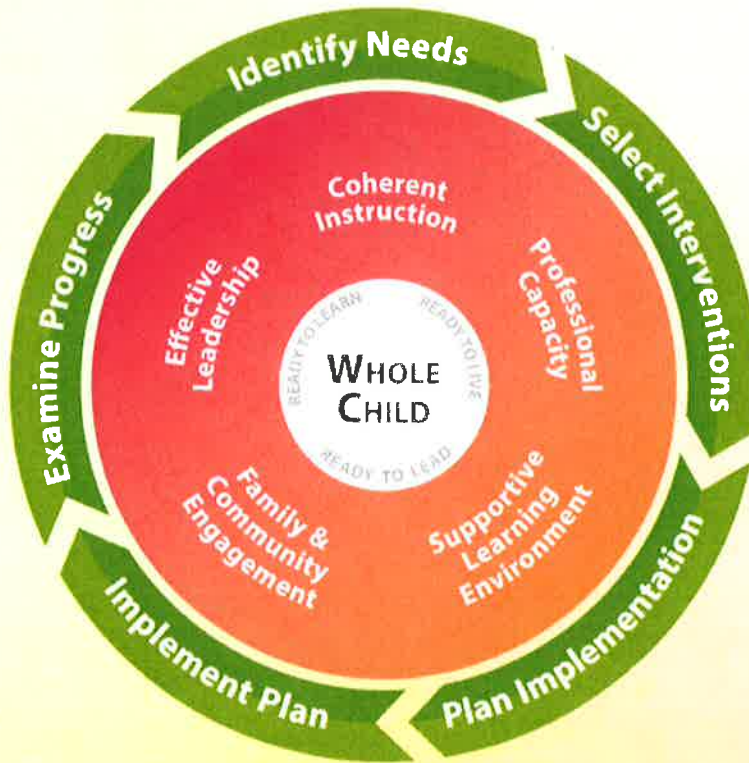 Identify Needs
Select Interventions
Plan Implementation
Implement Plan
Examine Progress
Coherent
Instruction
Professional
Capacity
Supportive
Learning
Environment
Family &
Community
Engagement
Effective
Leadership
READY TO LEARN
READY TO LIVE
READY TO LEAD
WHOLE
CHILD